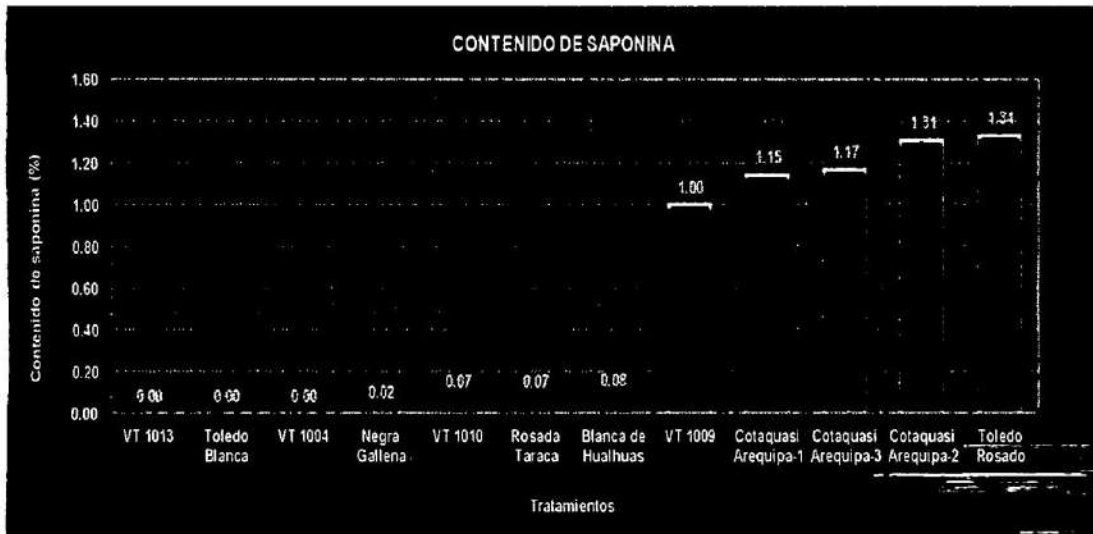 CONTENIDO DE SAPONINA
Contenido de saponina (%)
1.60
1.40
1.20
1.00
0.80
0.60
0.40
0.20
0.00
0.00
0.00
0.00
0.02
0.07
0.07
0.08
1.00
1.15
1.17
1.31
1.34
VT 1013
Toledo
Blanca
VT 1004
Negra
Gallena
VT 1010
Rosada
Taraca
Blanca de
Hualhuas
VT 1009
Cotaquasi
Arequipa-1
Cotaquasi
Arequipa-3
Cotaquasi
Arequipa-2
Toledo
Rosado
Tratamientos